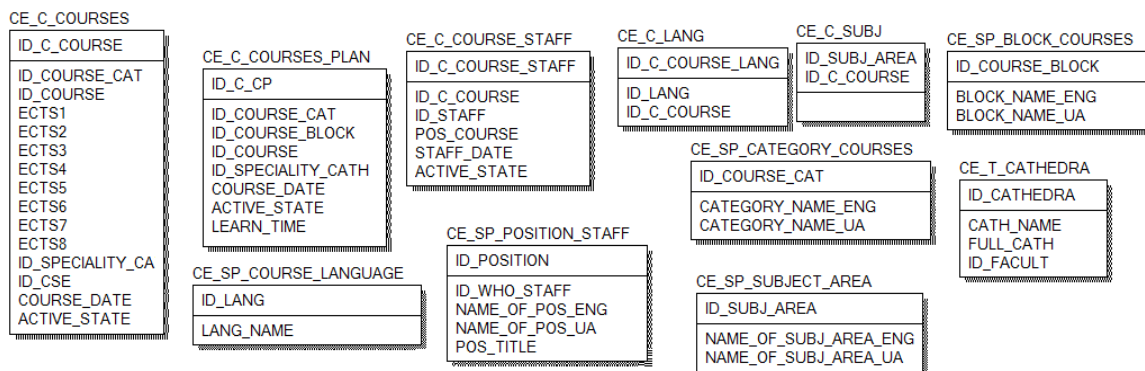 CE_C_COURSES
ID_C_COURSE
ID_COURSE_CAT
ID_COURSE
ECTS1
ECTS2
ECTS3
ECTS4
ECTS5
ECTS6
ECTS7
ECTS8
ID_SPECIALITY_CA
ID_CSE
COURSE_DATE
ACTIVE_STATE
CE_C_COURSES_PLAN
ID_C_CP
ID_COURSE_CAT
ID_COURSE_BLOCK
ID_COURSE
ID_SPECIALITY_CATH
COURSE_DATE
ACTIVE_STATE
LEARN_TIME
CE_C_COURSE_STAFF
ID_C_COURSE_STAFF
ID_C_COURSE
ID_STAFF
POS_COURSE
STAFF_DATE
ACTIVE_STATE
CE_C_LANG
ID_C_COURSE_LANG
ID_LANG
ID_C_COURSE
CE_C_SUBJ
ID_SUBJ_AREA
ID_C_COURSE
CE_SP_BLOCK_COURSES
ID_COURSE_BLOCK
BLOCK_NAME_ENG
BLOCK_NAME_UA
CE_SP_CATEGORY_COURSES
ID_COURSE_CAT
CATEGORY_NAME_ENG
CATEGORY_NAME_UA
CE_T_CATHEDRA
ID_CATHEDRA
CATH_NAME
FULL_CATH
ID_FACULT
CE_SP_COURSE_LANGUAGE
ID_LANG
LANG_NAME
CE_SP_POSITION_STAFF
ID_POSITION
ID_WHO_STAFF
NAME_OF_POS_ENG
NAME_OF_POS_UA
POS_TITLE
CE_SP_SUBJECT_AREA
ID_SUBJ_AREA
NAME_OF_SUBJ_AREA_ENG
NAME_OF_SUBJ_AREA_UA